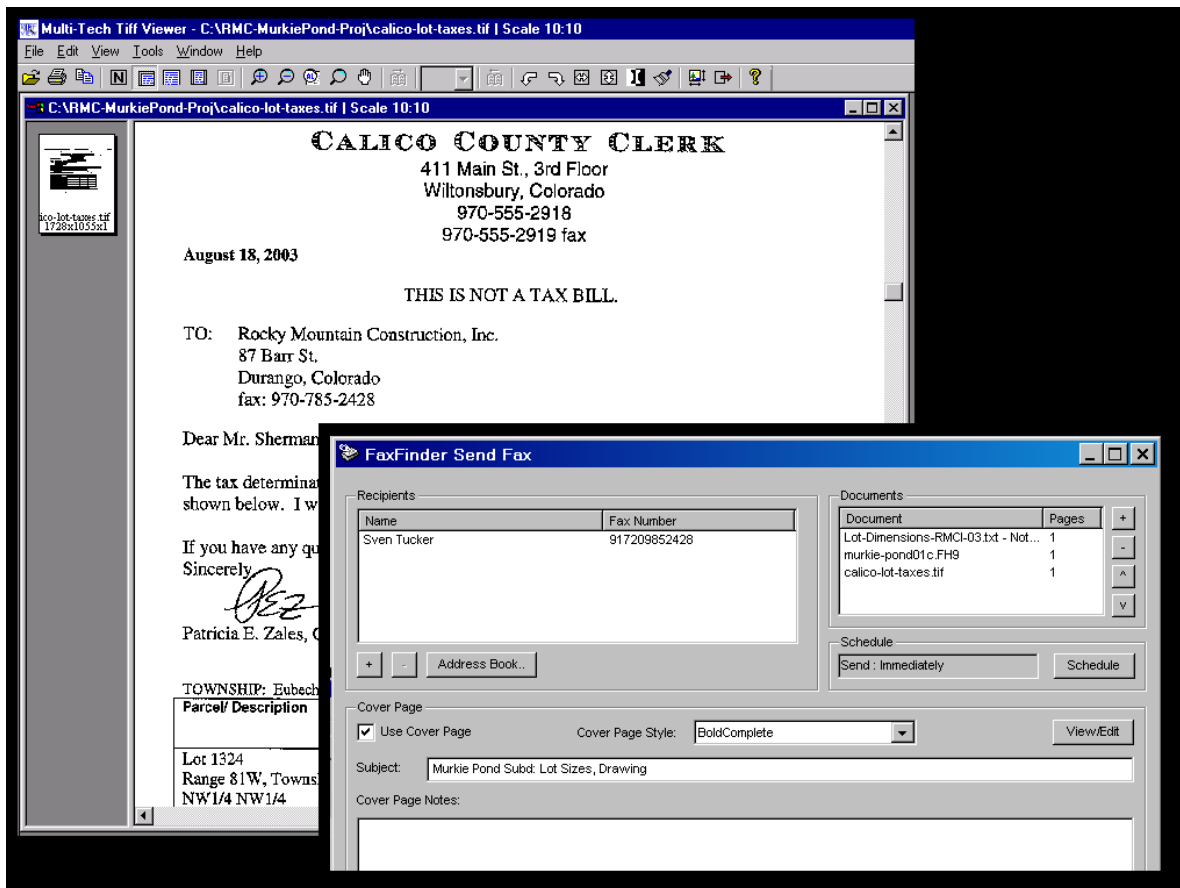 Multi-Tech Tiff Viewer - C:\RMC-MurkiePond-Proj\calico-lot-taxes.tif | Scale 10:10
File Edit View Tools Window Help
C:\RMC-MurkiePond-Proj\calico-lot-taxes.tif | Scale 10:10
ico-lot-taxes.tif
1728x1055x1
CALICO COUNTY CLERK
411 Main St., 3rd Floor
Wiltonsbury, Colorado
970-555-2918
970-555-2919 fax
August 18, 2003
THIS IS NOT A TAX BILL.
TO: Rocky Mountain Construction, Inc.
87 Barr St.
Durango, Colorado
fax: 970-785-2428
Dear Mr. Sherman
The tax determina
shown below. I w
If you have any qu
Sincerely
PEZ
Patricia E. Zales, C
TOWNSHIP: Eubech
Parcel/ Description
Lot 1324
Range 81W, Towns
NW1/4 NW1/4
FaxFinder Send Fax
Recipients
Name Fax Number
Sven Tucker 917209852428
+ - Address Book..
Documents
Document Pages +
Lot-Dimensions-RMCI-03.txt - Not... 1
murkie-pond01c.FH9 1 -
calico-lot-taxes.tif 1 ^
v
Schedule
Send : Immediately Schedule
Cover Page
Use Cover Page Cover Page Style: BoldComplete View/Edit
Subject: Murkie Pond Subd: Lot Sizes, Drawing
Cover Page Notes: